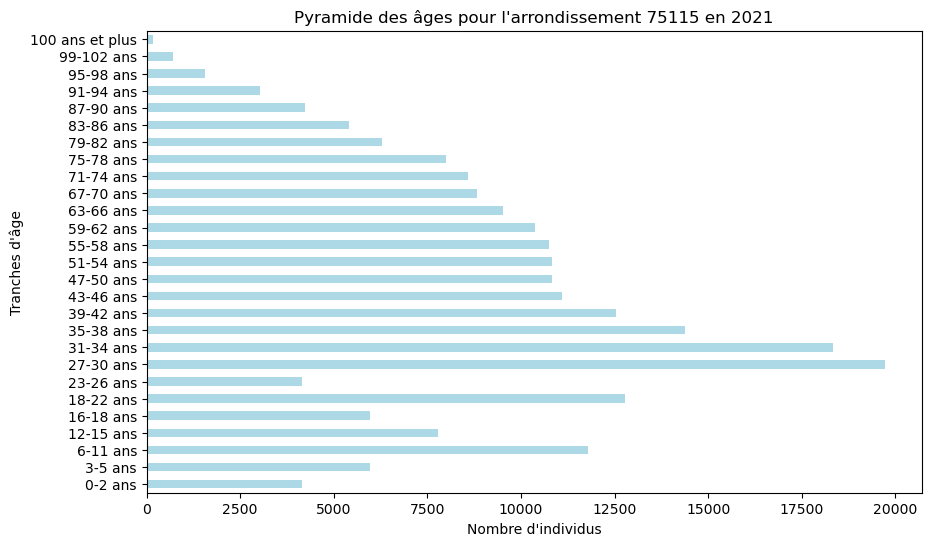 Pyramide des âges pour l'arrondissement 75115 en 2021
100 ans et plus
99-102 ans
95-98 ans
91-94 ans
87-90 ans
83-86 ans
79-82 ans
75-78 ans
71-74 ans
67-70 ans
63-66 ans
59-62 ans
55-58 ans
51-54 ans
47-50 ans
43-46 ans
39-42 ans
35-38 ans
31-34 ans
27-30 ans
23-26 ans
18-22 ans
16-18 ans
12-15 ans
6-11 ans
3-5 ans
0-2 ans
Tranches d'âge
0 2500 5000 7500 10000 12500 15000 17500 20000
Nombre d'individus